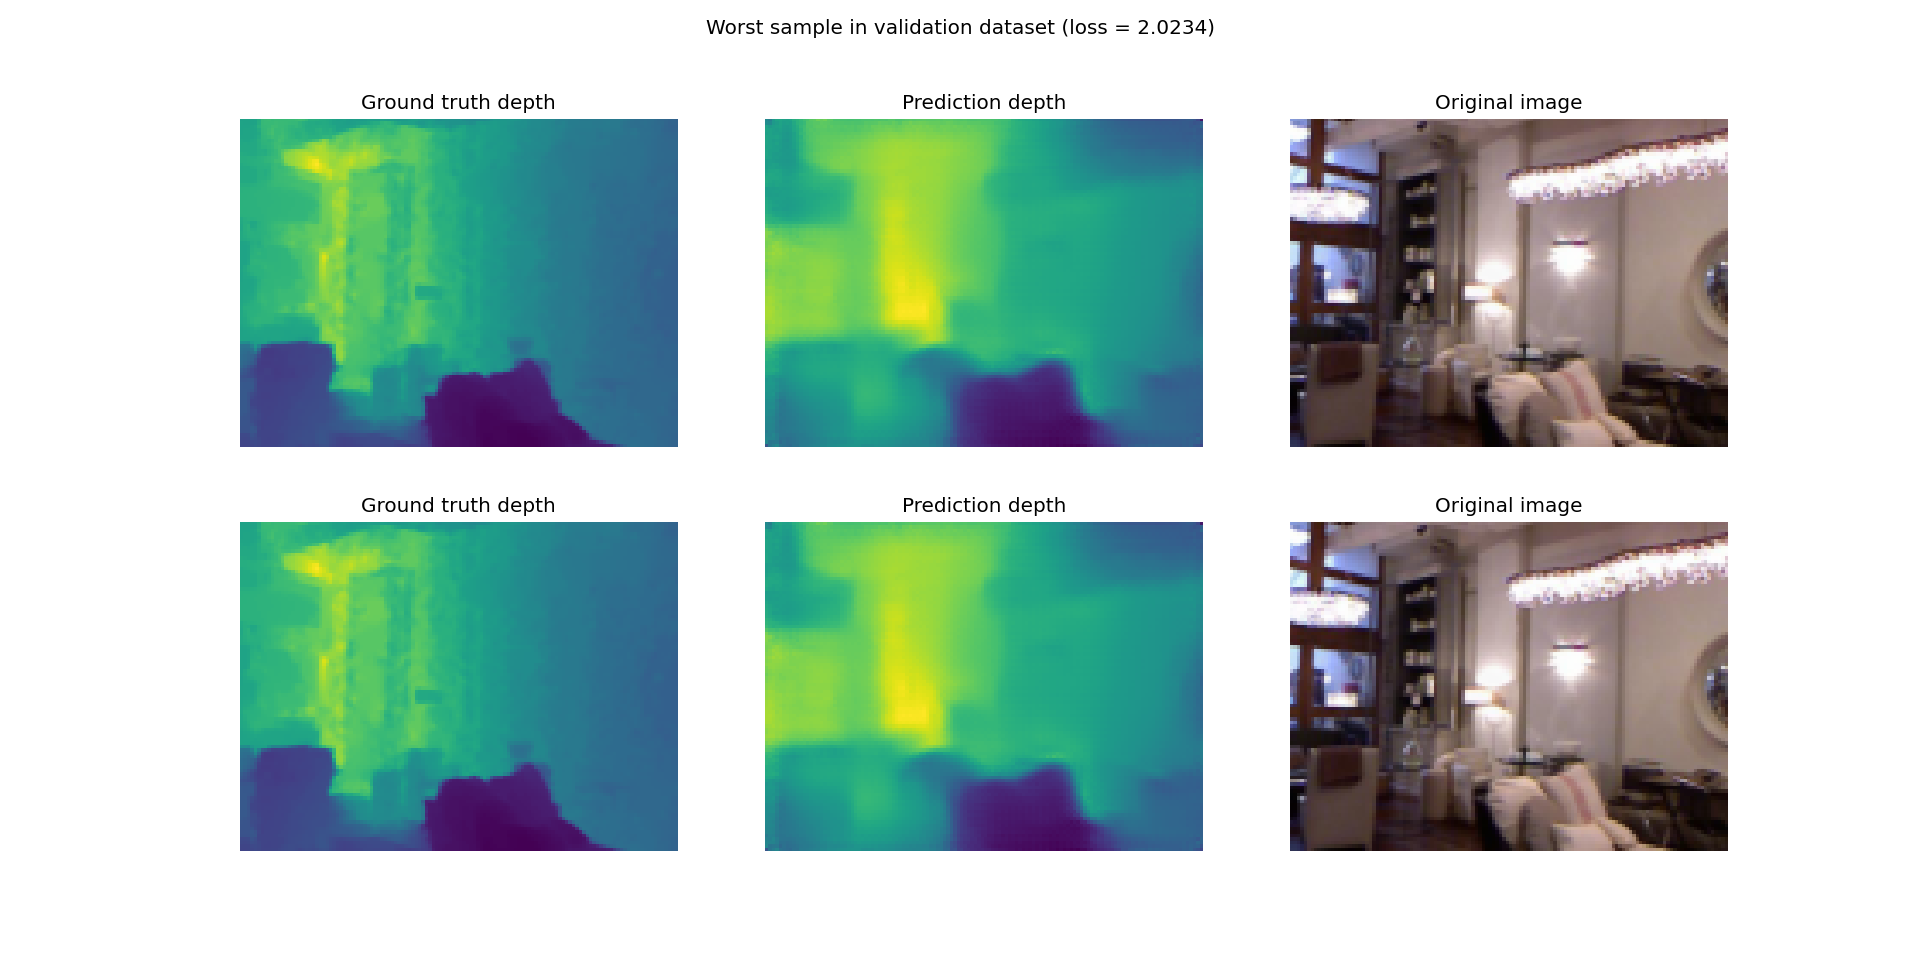 Worst sample in validation dataset (loss = 2.0234)
Ground truth depth
Prediction depth
Original image
Ground truth depth
Prediction depth
Original image